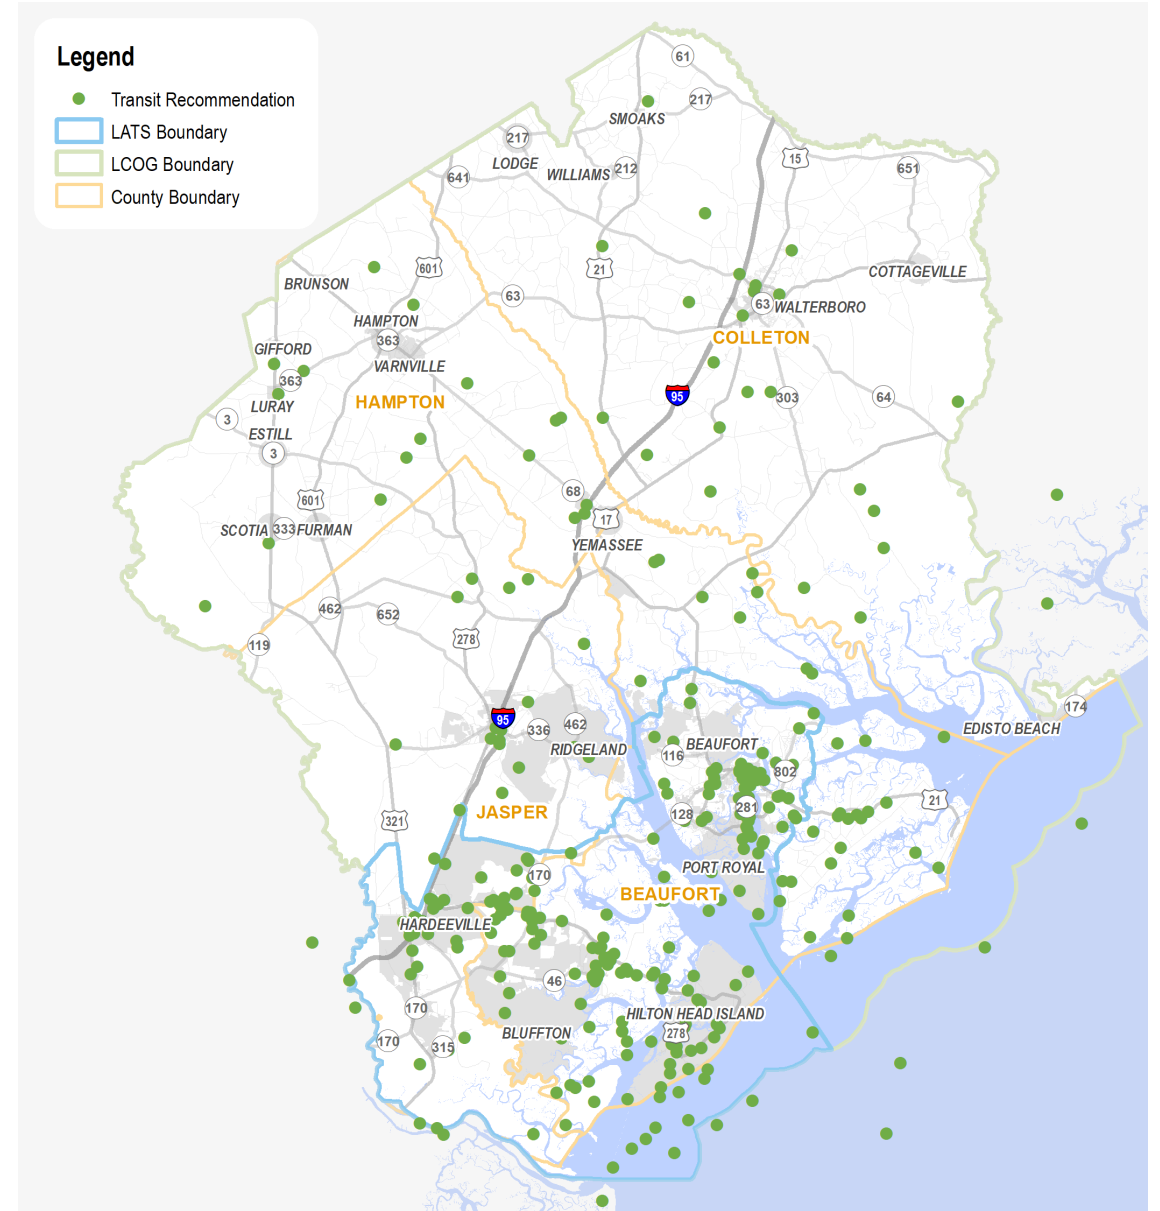 Legend
Transit Recommendation
LATS Boundary
LCOG Boundary
County Boundary
61
217
SMOAKS
217
LODGE
15
WILLIAMS
212
651
641
601
21
COTTAGEVILLE
BRUNSON
63
63
WALTERBORO
HAMPTON
363
COLLETON
GIFFORD
VARNVILLE
363
95
303
64
LURAY
HAMPTON
3
ESTILL
3
68
601
17
SCOTIA
333
FURMAN
YEMASSEE
462
652
278
119
174
95
336
462
EDISTO BEACH
RIDGELAND
BEAUFORT
116
802
21
JASPER
128
281
321
PORT ROYAL
170
BEAUFORT
HARDEEVILLE
46
170
HILTON HEAD ISLAND
BLUFFTON
278
170
315